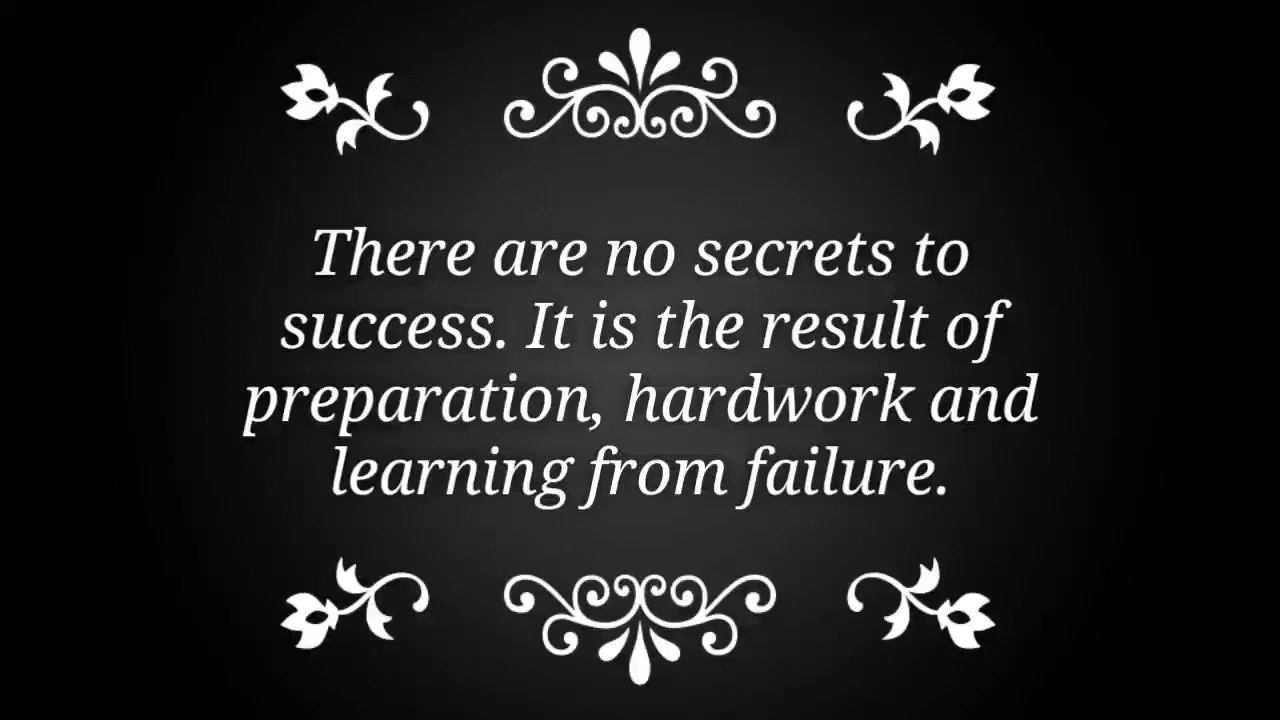 There are no secrets to
success. It is the result of
preparation, hardwork and
learning from failure.